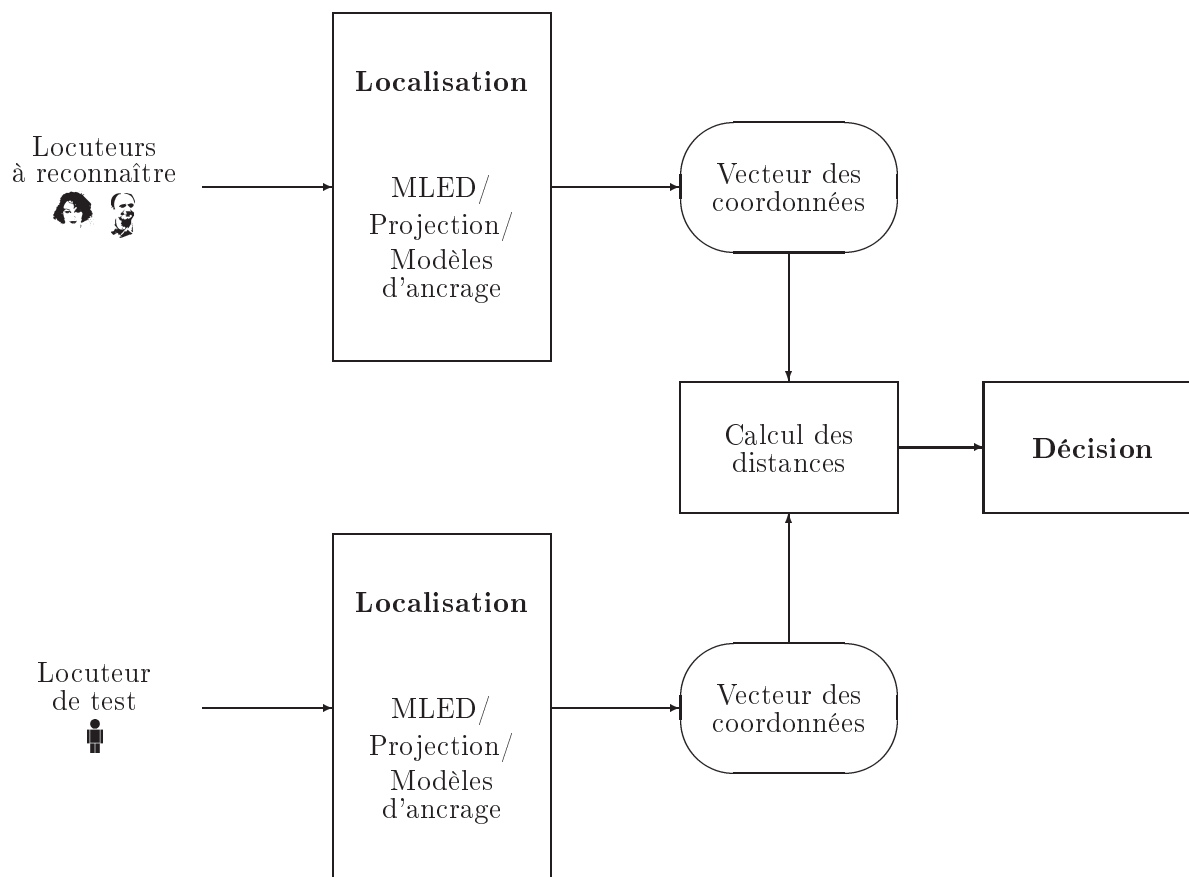 Localisation
Locuteurs
à reconnaître
MLED/
Projection/
Modèles
d'ancrage
Vecteur des
coordonnées
Calcul des
distances
Décision
Localisation
Locuteur
de test
MLED/
Projection/
Modèles
d'ancrage
Vecteur des
coordonnées